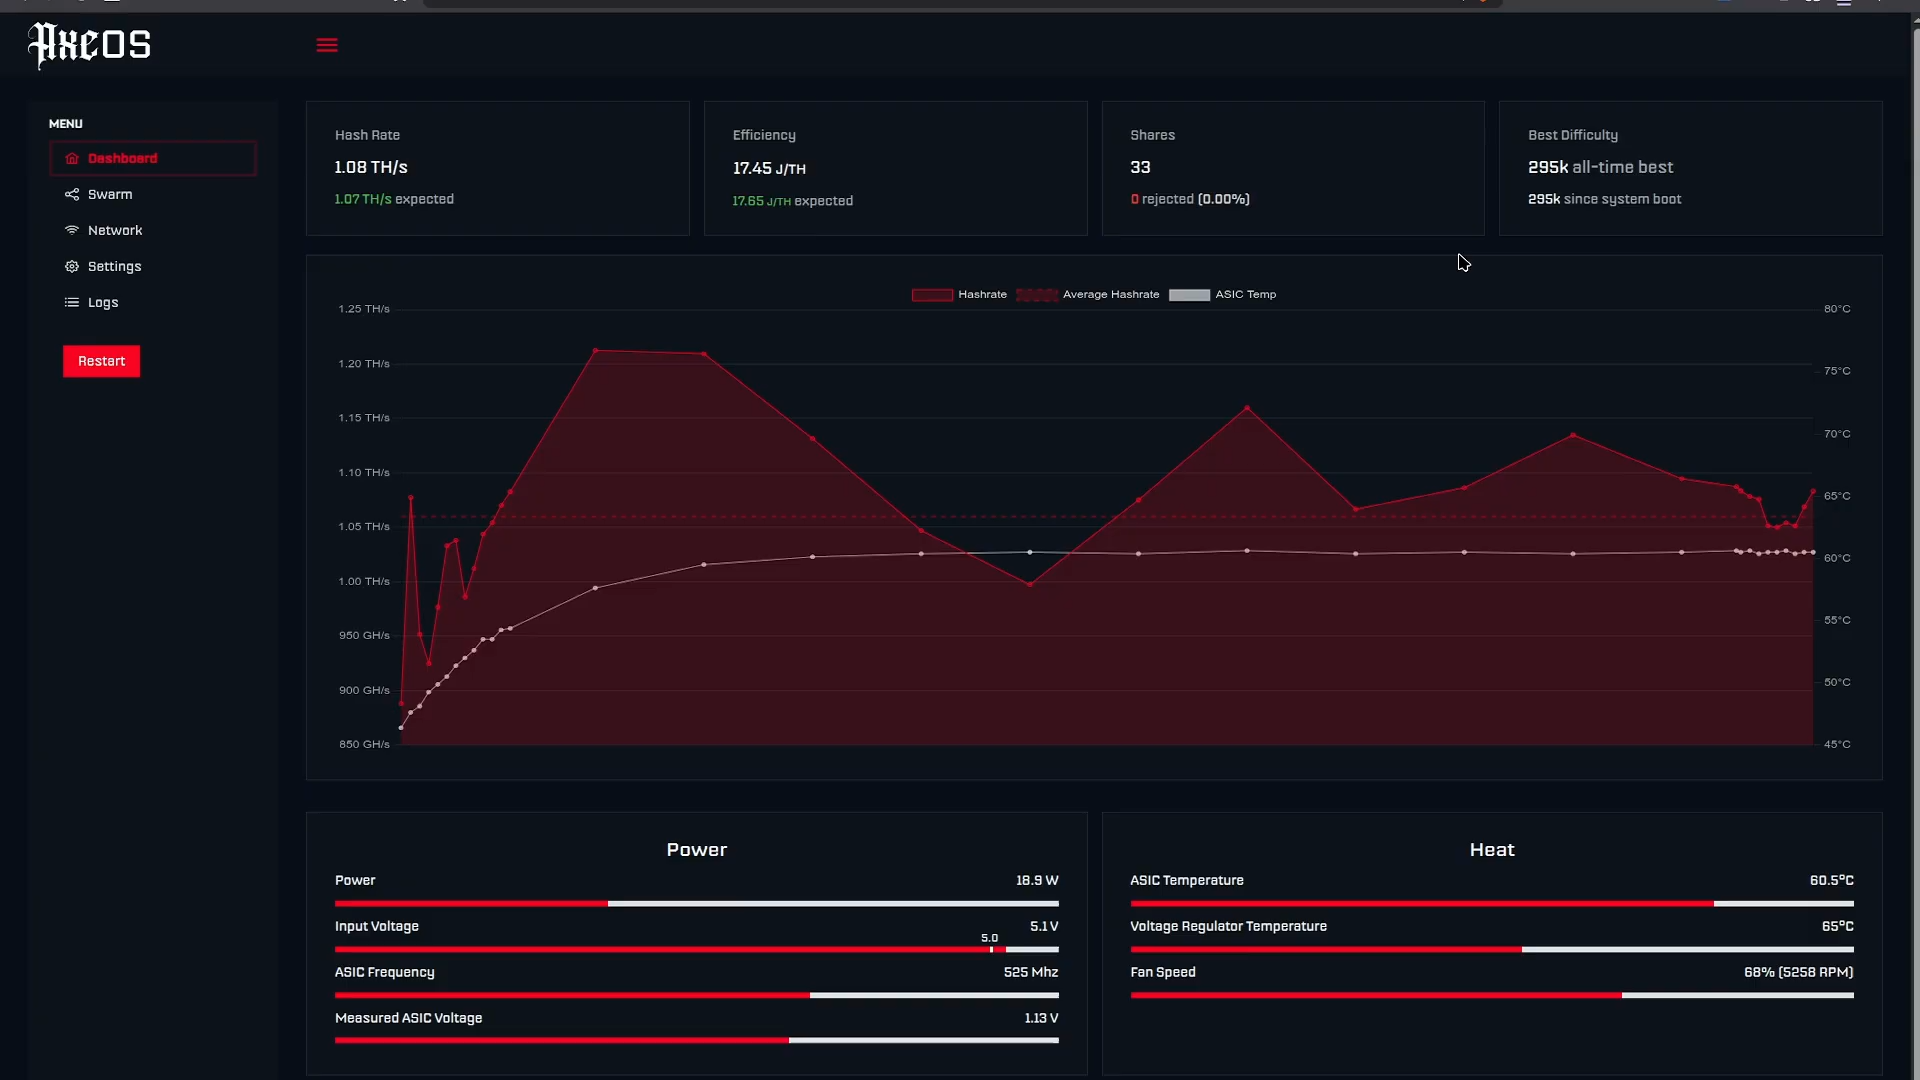 AxeOS
MENU
Dashboard
Swarm
Network
Settings
Logs
Restart
Hash Rate
1.08 TH/s
1.07 TH/s expected
Efficiency
17.45 J/TH
17.65 J/TH expected
Shares
33
0 rejected (0.00%)
Best Difficulty
295k all-time best
295k since system boot
Hashrate Average Hashrate ASIC Temp
1.25 TH/s
1.20 TH/s
1.15 TH/s
1.10 TH/s
1.05 TH/s
1.00 TH/s
950 GH/s
900 GH/s
850 GH/s
80°C
75°C
70°C
65°C
60°C
55°C
50°C
45°C
Power
Power 18.9 W
Input Voltage 5.1 V
5.0
ASIC Frequency 525 Mhz
Measured ASIC Voltage 1.13 V
Heat
ASIC Temperature 60.5°C
Voltage Regulator Temperature 65°C
Fan Speed 68% (5258 RPM)